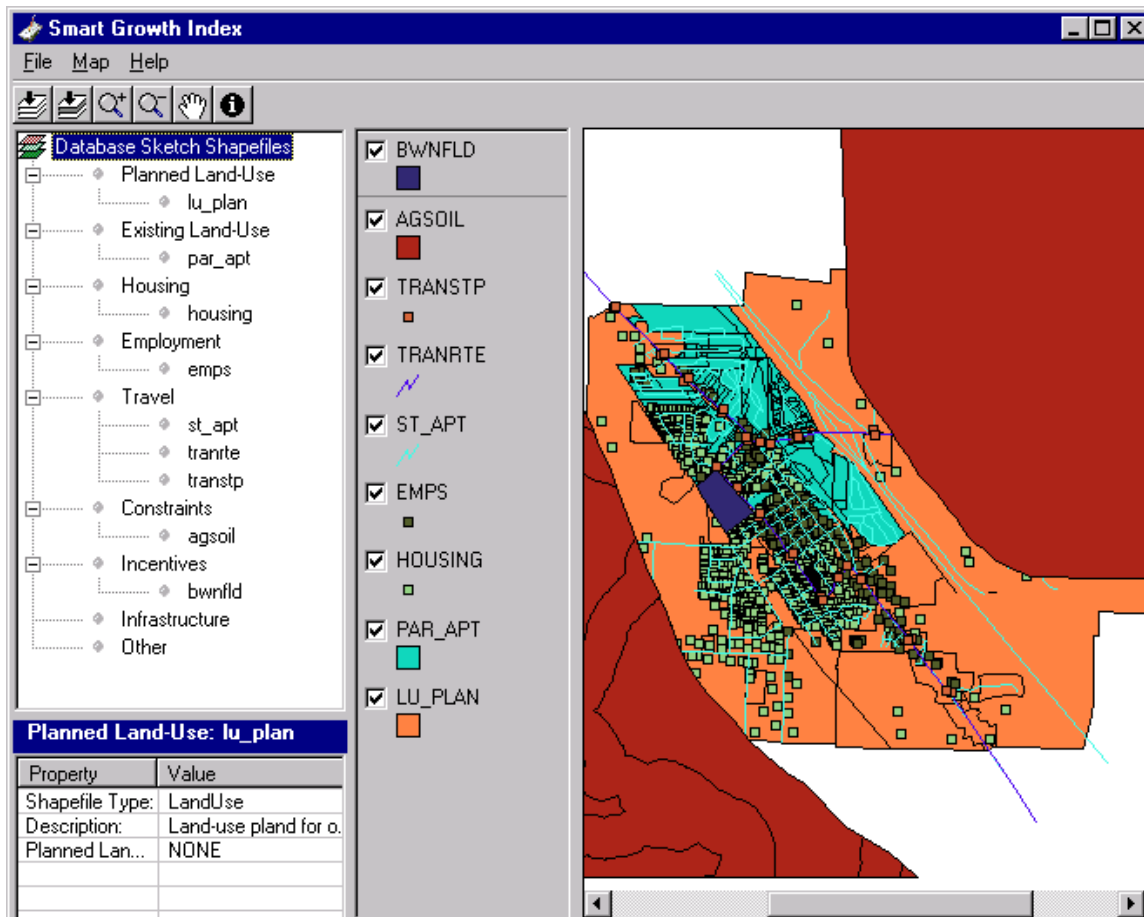 Smart Growth Index
File Map Help
Database Sketch Shapefiles
Planned Land-Use
lu_plan
Existing Land-Use
par_apt
Housing
housing
Employment
emps
Travel
st_apt
tranrte
transtp
Constraints
agsoil
Incentives
bwnfld
Infrastructure
Other
Planned Land-Use: lu_plan
Property Value
Shapefile Type: LandUse
Description: Land-use pland for o.
Planned Lan... NONE
BWNFLD
AGSOIL
TRANSTP
TRANRTE
ST_APT
EMPS
HOUSING
PAR_APT
LU_PLAN